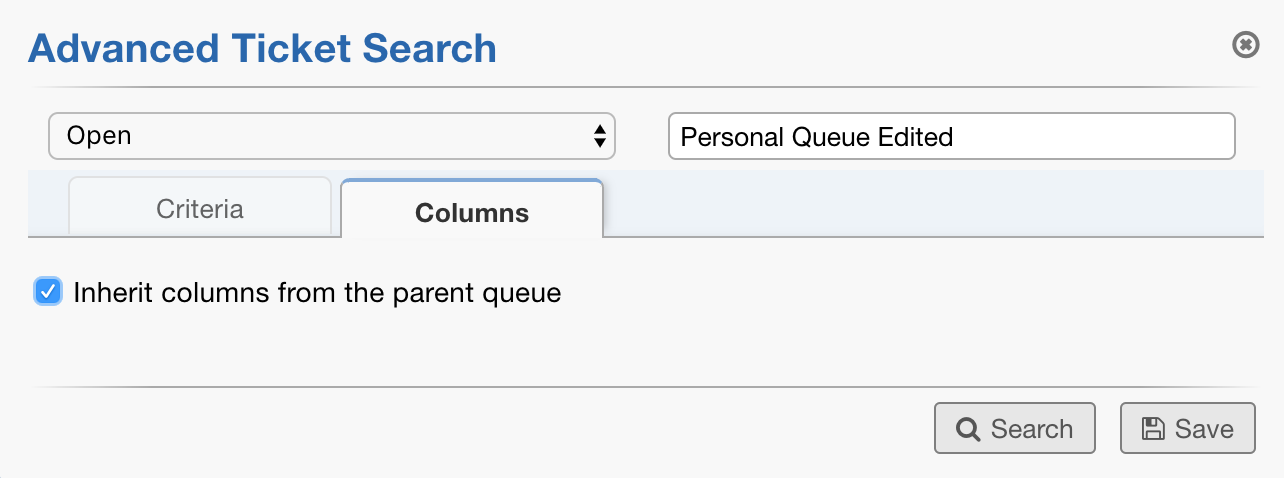 Advanced Ticket Search
Open
Personal Queue Edited
Criteria
Columns
Inherit columns from the parent queue
Search
Save